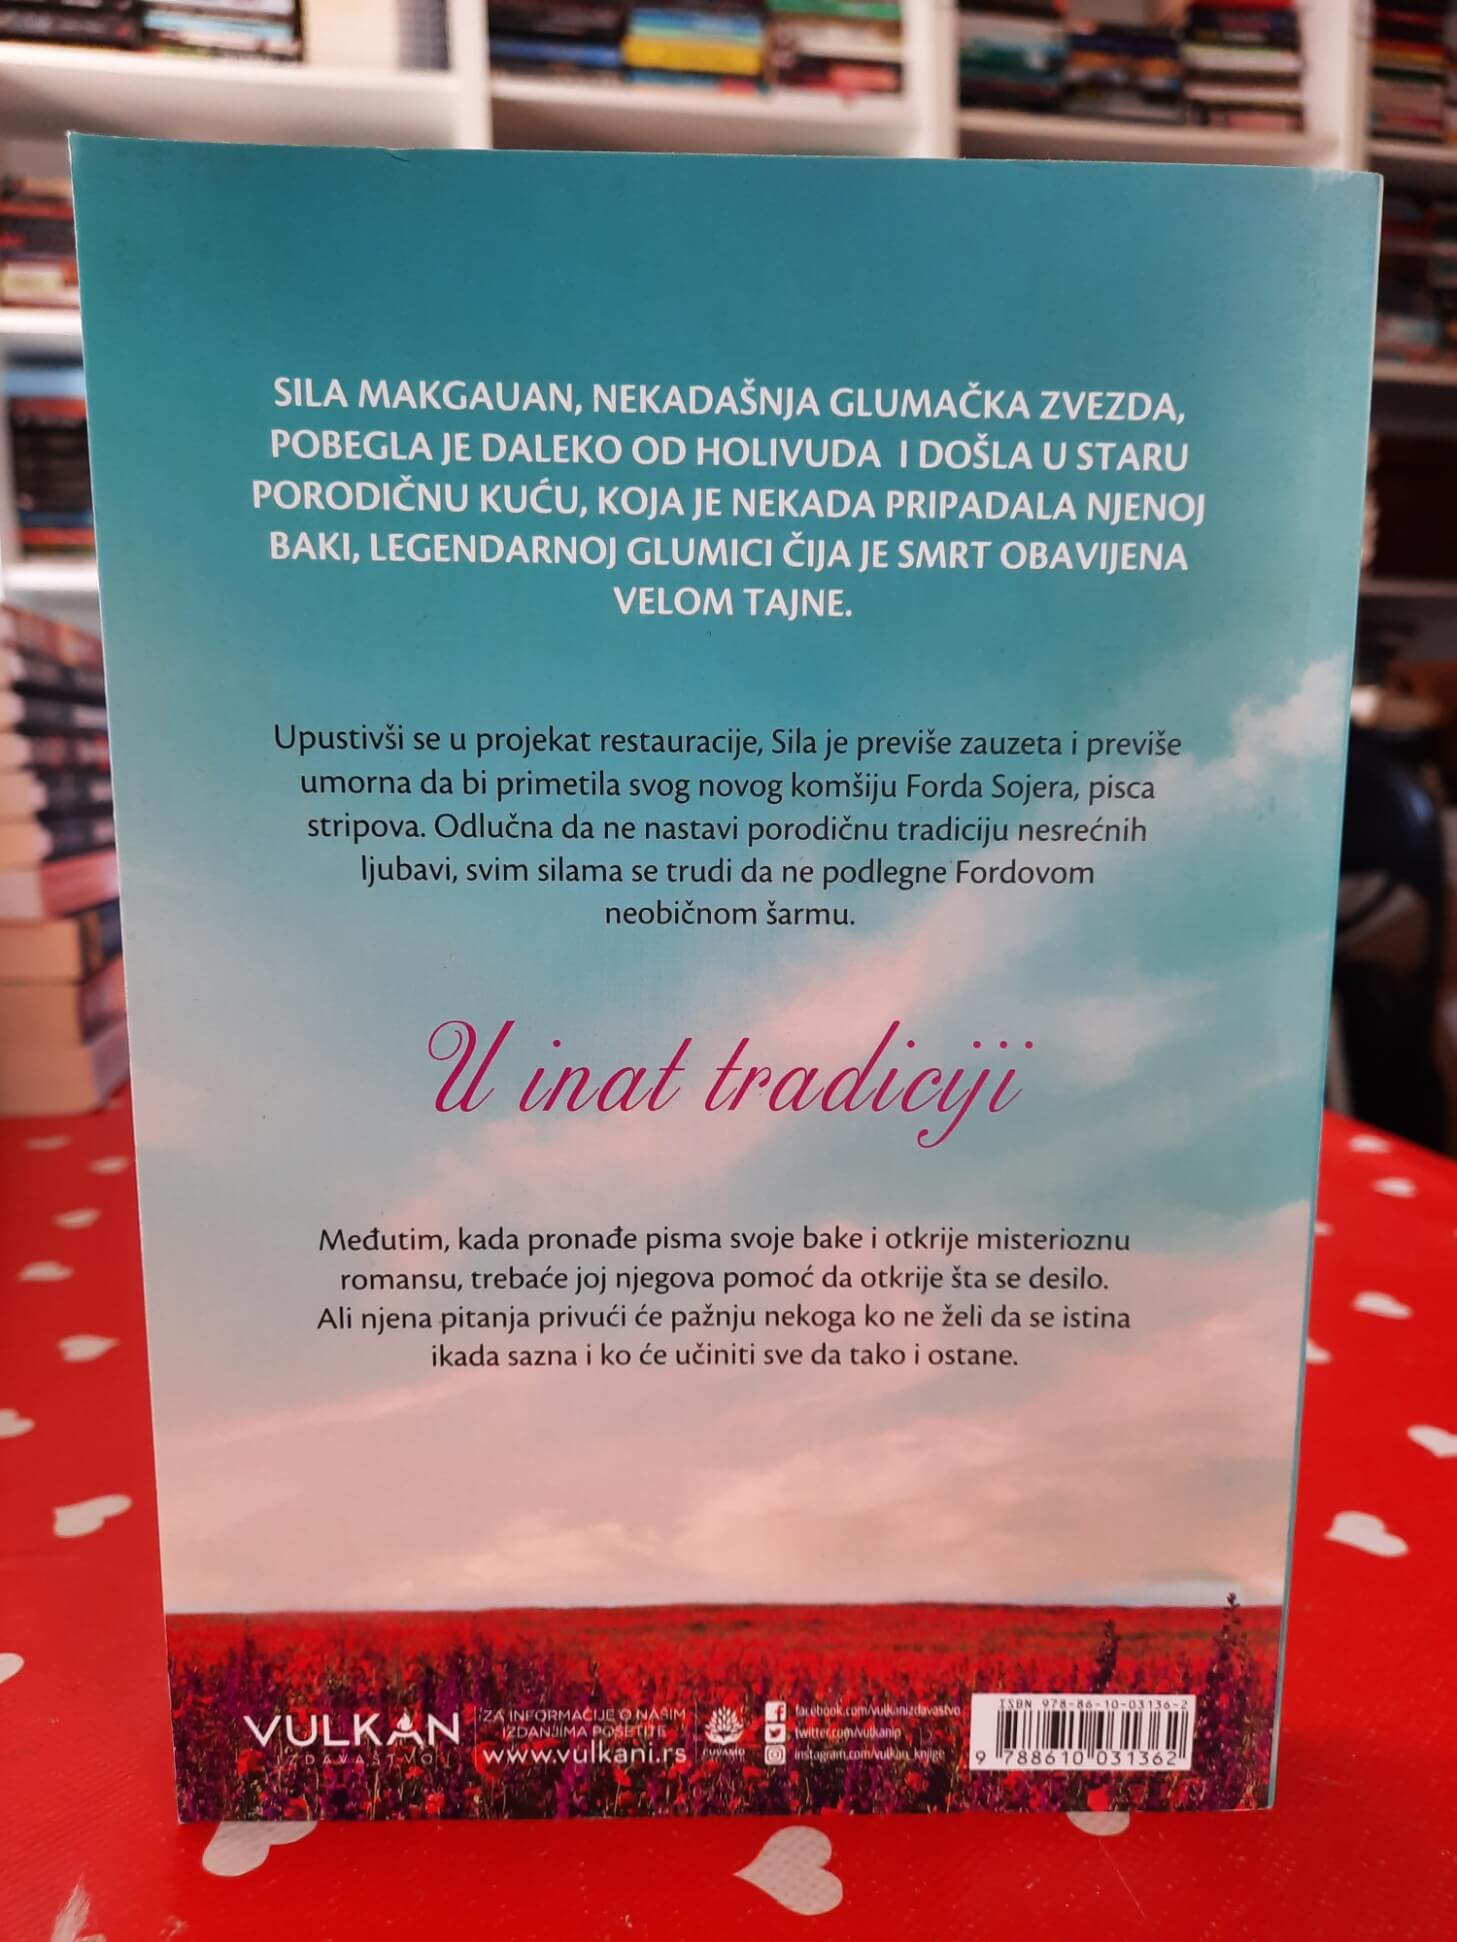 SILA MAKGAUAN, NEKADAŠNJA GLUMAČKA ZVEZDA,
POBEGLA JE DALEKO OD HOLIVUDA I DOŠLA U STARU
PORODIČNU KUĆU, KOJA JE NEKADA PRIPADALA NJENOJ
BAKI, LEGENDARNOJ GLUMICI ČIJA JE SMRT OBAVIJENA
VELOM TAJNE.
Upustivši se u projekat restauracije, Sila je previše zauzeta i previše
umorna da bi primetila svog novog komšiju Forda Sojera, pisca
stripova. Odlučna da ne nastavi porodičnu tradiciju nesrećnih
ljubavi, svim silama se trudi da ne podlegne Fordovom
neobičnom šarmu.
U inat tradiciji
Međutim, kada pronađe pisma svoje bake i otkrije misterioznu
romansu, trebaće joj njegova pomoć da otkrije šta se desilo.
Ali njena pitanja privući će pažnju nekoga ko ne želi da se istina
ikada sazna i ko će učiniti sve da tako i ostane.
VULKAN
IZDAVAŠTVO
ZA INFORMACIJE O NAŠIM
IZDANJIMA POSETITE
www.vulkani.rs
ČUVAMO
facebook.com/vulkanizdavastvo
twitter.com/vulkanip
instagram.com/vulkan_knjige
ISBN 978-86-10-03136-2
9 788610 031362